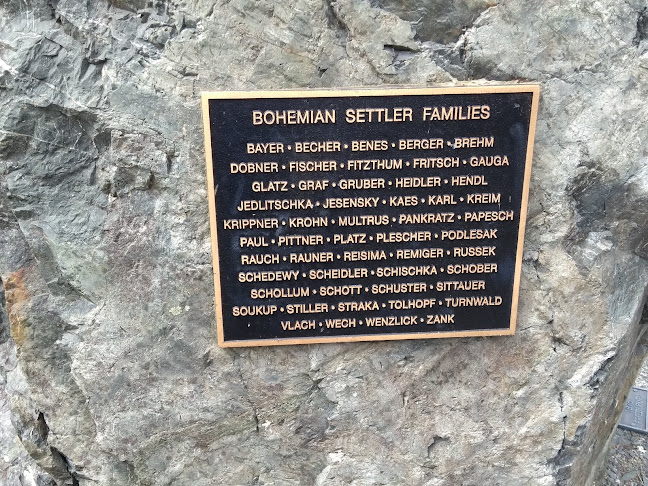 BOHEMIAN SETTLER FAMILIES
BAYER • BECHER • BENES • BERGER • BREHM
DOBNER • FISCHER • FITZTHUM • FRITSCH • GAUGA
GLATZ • GRAF • GRUBER • HEIDLER • HENDL
JEDLITSCHKA • JESENSKY • KAES • KARL • KREIM
KRIPPNER • KROHN • MULTRUS • PANKRATZ • PAPESCH
PAUL • PITTNER • PLATZ • PLESCHER • PODLESAK
RAUCH • RAUNER • REISIMA • REMIGER • RUSSEK
SCHEDEWY • SCHEIDLER • SCHISCHKA • SCHOBER
SCHOLLUM • SCHOTT • SCHUSTER • SITTAUER
SOUKUP • STILLER • STRAKA • TOLHOPF • TURNWALD
VLACH • WECH • WENZLICK • ZANK